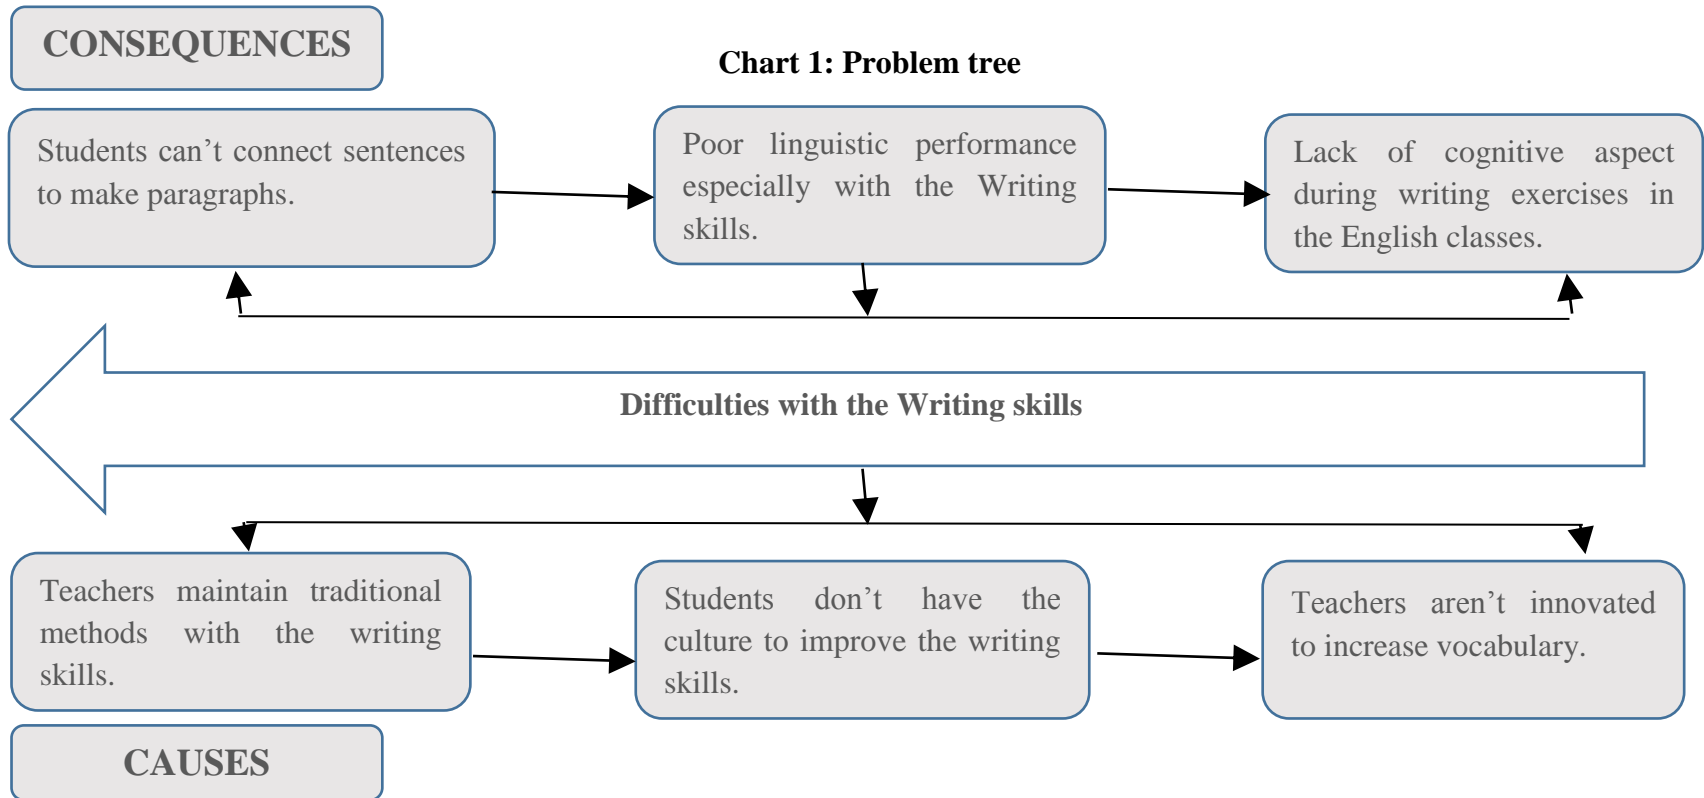 CONSEQUENCES
Chart 1: Problem tree
Students can’t connect sentences
to make paragraphs.
Poor linguistic performance
especially with the Writing
skills.
Lack of cognitive aspect
during writing exercises in
the English classes.
Difficulties with the Writing skills
Teachers maintain traditional
methods with the writing
skills.
Students don’t have the
culture to improve the writing
skills.
Teachers aren’t innovated
to increase vocabulary.
CAUSES